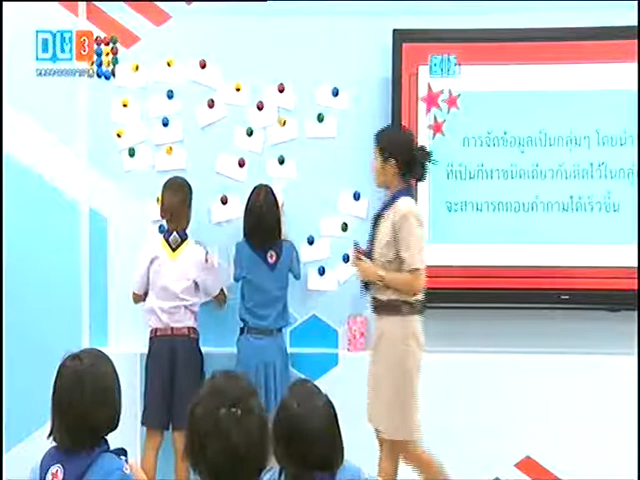 DLTV 3
การจัดข้อมูลเป็นกลุ่มๆ โดยนำ
ที่เป็นกีฬาชนิดเดียวกันติดไว้ในกลุ
จะสามารถตอบคำถามได้เร็วขึ้น